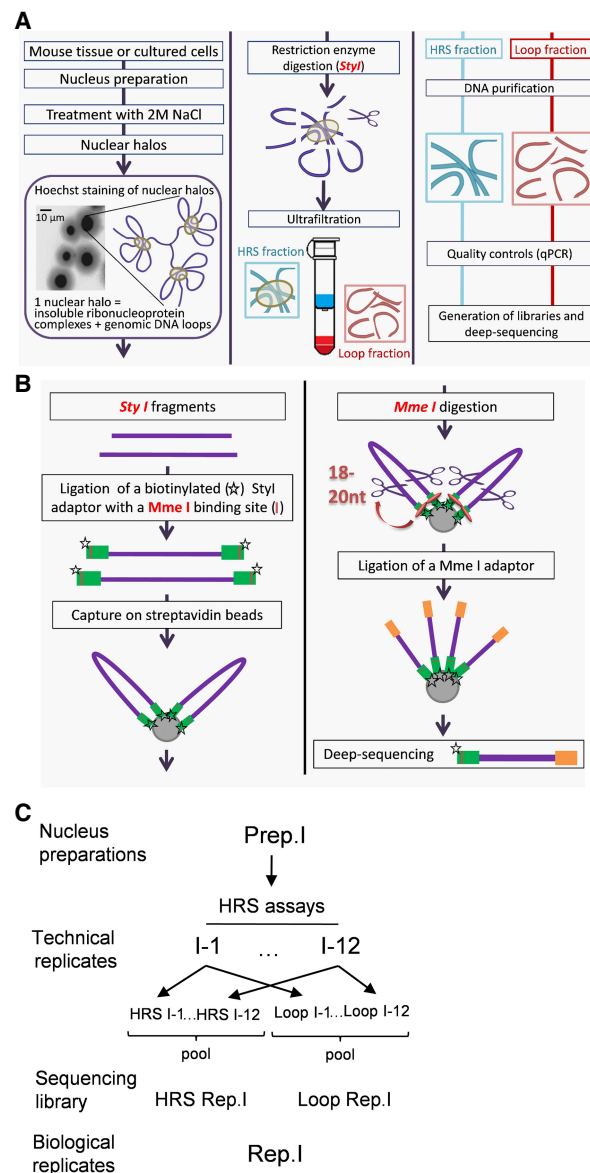 A
Mouse tissue or cultured cells
Nucleus preparation
Treatment with 2M NaCl
Nuclear halos
Hoechst staining of nuclear halos
10 µm
1 nuclear halo =
insoluble ribonucleoprotein
complexes + genomic DNA loops
Restriction enzyme
digestion (StyI)
Ultrafiltration
HRS fraction
Loop fraction
HRS fraction
Loop fraction
DNA purification
Quality controls (qPCR)
Generation of libraries and
deep-sequencing
B
Sty I fragments
Ligation of a biotinylated (☆) StyI
adaptor with a Mme I binding site (I)
Capture on streptavidin beads
Mme I digestion
18-
20nt
Ligation of a Mme I adaptor
Deep-sequencing
C
Nucleus
preparations
Prep.I
HRS assays
Technical
replicates
I-1 ... I-12
HRS I-1...HRS I-12 Loop I-1...Loop I-12
pool pool
Sequencing
library
HRS Rep.I Loop Rep.I
Biological
replicates
Rep.I